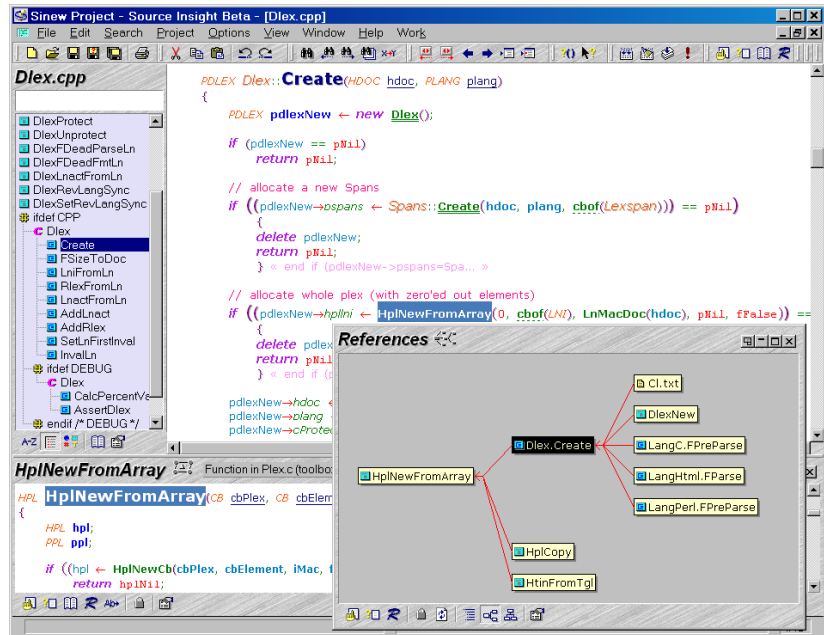 Sinew Project - Source Insight Beta - [Dlex.cpp]
File Edit Search Project Options View Window Help Work
Dlex.cpp
DlexProtect
DlexUnprotect
DlexFDeadParseLn
DlexFDeadFmtLn
DlexLnactFromLn
DlexRevLangSync
DlexSetRevLangSync
ifdef CPP
Dlex
Create
FSizeToDoc
LniFromLn
RlexFromLn
LnactFromLn
AddLnact
AddRlex
SetLnFirstInval
InvalLn
ifdef DEBUG
Dlex
CalcPercentVe
AssertDlex
endif /* DEBUG */
A-Z
PDLEX Dlex::Create(HDOC hdoc, PLANG plang)
{
PDLEX pdlexNew ← new Dlex();
if (pdlexNew == pNil)
return pNil;
// allocate a new Spans
if ((pdlexNew→pspans ← Spans::Create(hdoc, plang, cbof(Lexspan))) == pNil)
{
delete pdlexNew;
return pNil;
} « end if (pdlexNew->pspans=Spa... »
// allocate whole plex (with zero'ed out elements)
if ((pdlexNew→hplIni ← HplNewFromArray(0, cbof(LNI), LnMacDoc(hdoc), pNil, fFalse)) ==
{
delete pdlex
return pNil
} « end if (p
pdlexNew→hdoc ←
pdlexNew→plang ←
pdlexNew→cProtec
HplNewFromArray Function in Plex.c (toolbo
HPL HplNewFromArray(CB cbPlex, CB cbElem
{
HPL hpl;
PPL ppl;
if ((hpl ← HplNewCb(cbPlex, cbElement, iMac, f
return hplNil;
References
Cl.txt
DlexNew
Dlex.Create
LangC.FPreParse
HplNewFromArray
LangHtml.FParse
LangPerl.FPreParse
HplCopy
HtinFromTgl